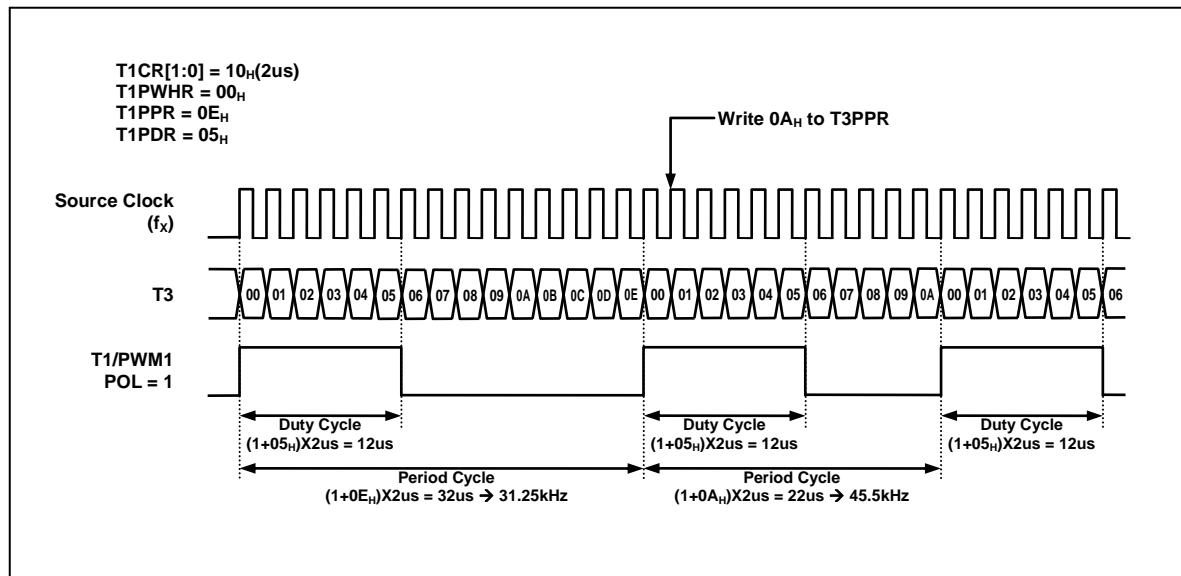 T1CR[1:0] = 10H(2us)
T1PWHR = 00H
T1PPR = 0EH
T1PDR = 05H
Write 0AH to T3PPR
Source Clock
(fX)
T3
00 01 02 03 04 05 06 07 08 09 0A 0B 0C 0D 0E 00 01 02 03 04 05 06 07 08 09 0A 00 01 02 03 04 05 06
T1/PWM1
POL = 1
Duty Cycle
(1+05H)X2us = 12us
Duty Cycle
(1+05H)X2us = 12us
Duty Cycle
(1+05H)X2us = 12us
Period Cycle
(1+0EH)X2us = 32us → 31.25kHz
Period Cycle
(1+0AH)X2us = 22us → 45.5kHz